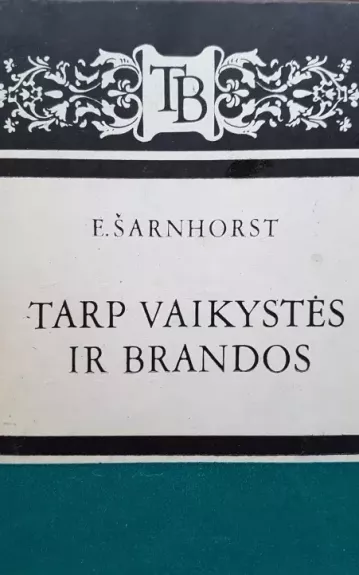 TB
E. ŠARNHORST
TARP VAIKYSTĖS
IR BRANDOS